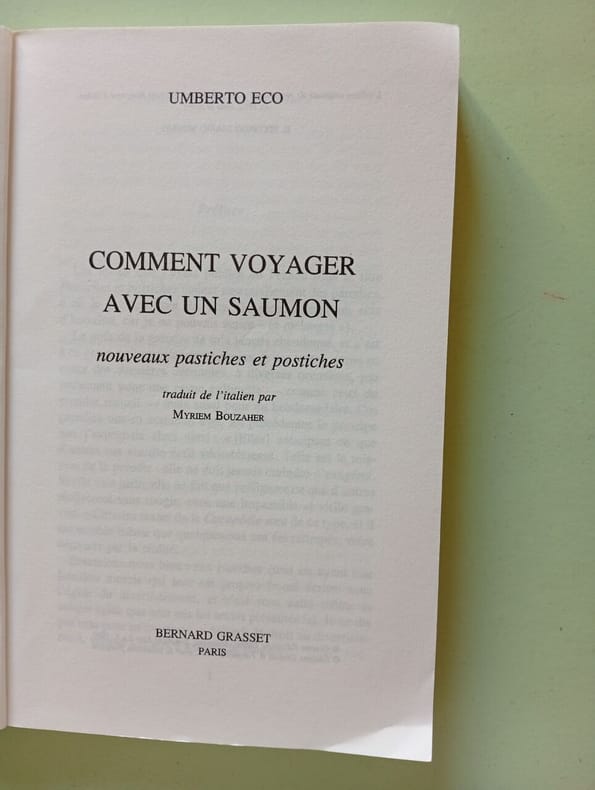 UMBERTO ECO
COMMENT VOYAGER
AVEC UN SAUMON
nouveaux pastiches et postiches
traduit de l'italien par
MYRIEM BOUZAHER
BERNARD GRASSET
PARIS